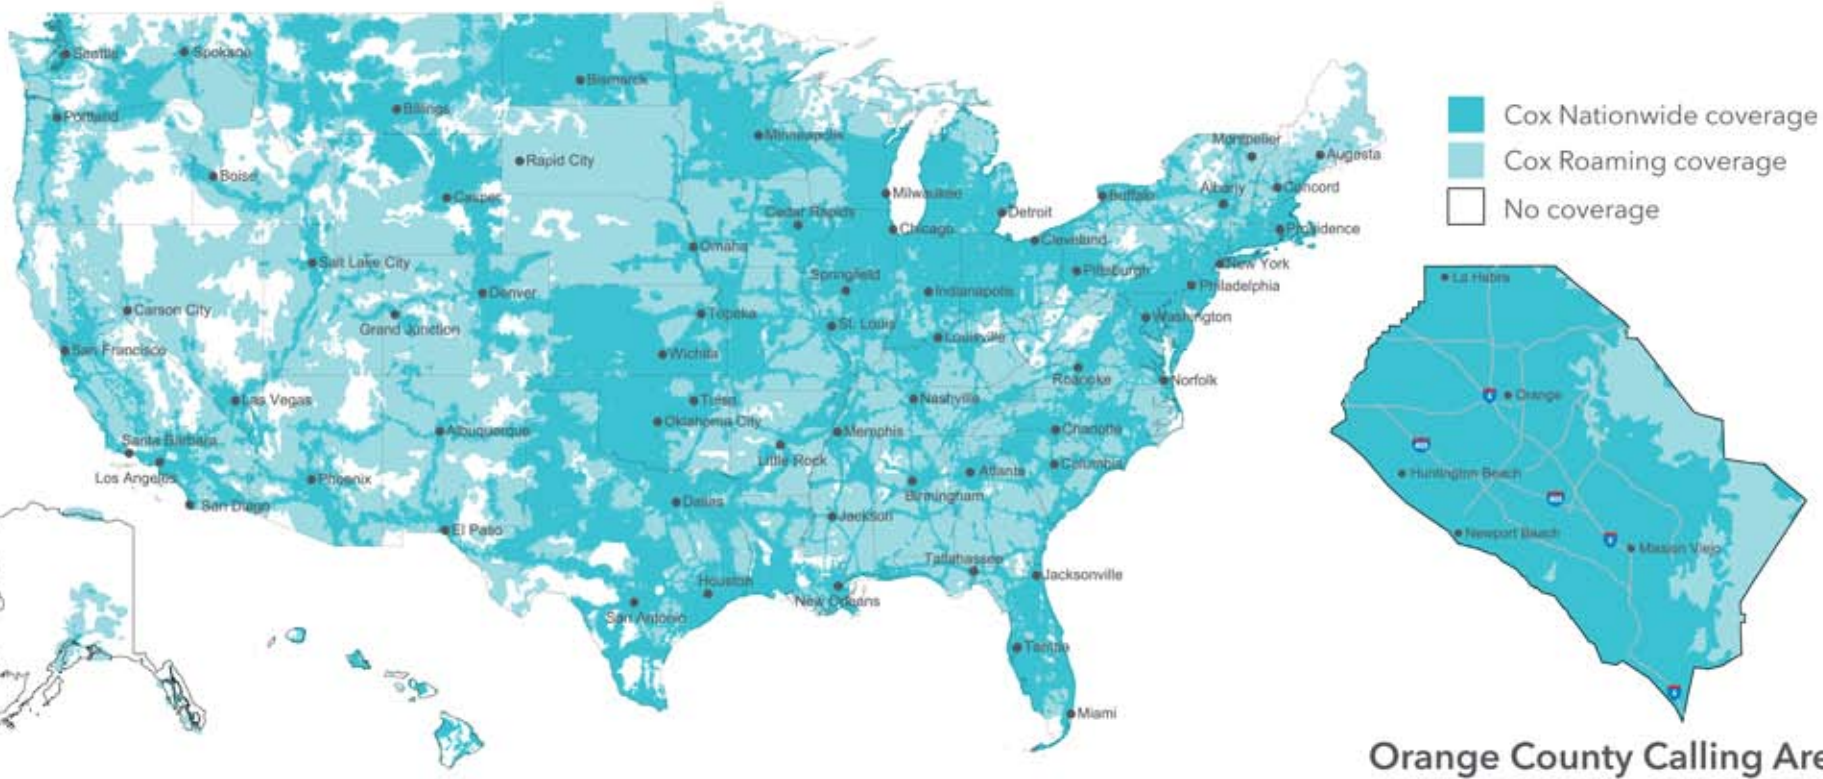 Seattle
Spokane
Portland
Billings
Bismarck
Minneapolis
Rapid City
Boise
Casper
Milwaukee
Cedar Rapids
Chicago
Detroit
Buffalo
Montpelier
Augusta
Albany
Concord
Providence
Cleveland
New York
Omaha
Salt Lake City
Springfield
Pittsburgh
Philadelphia
Denver
Indianapolis
Carson City
Grand Junction
Topeka
St. Louis
Washington
Louisville
San Francisco
Wichita
Roanoke
Norfolk
Las Vegas
Tulsa
Nashville
Oklahoma City
Albuquerque
Memphis
Charlotte
Santa Barbara
Little Rock
Atlanta
Columbia
Los Angeles
Phoenix
Birmingham
San Diego
Dallas
Jackson
El Paso
Tallahassee
Jacksonville
Houston
New Orleans
San Antonio
Tampa
Miami
Cox Nationwide coverage
Cox Roaming coverage
No coverage
La Habra
Orange
405
Huntington Beach
405
Newport Beach
5
Mission Viejo
5
Orange County Calling Are